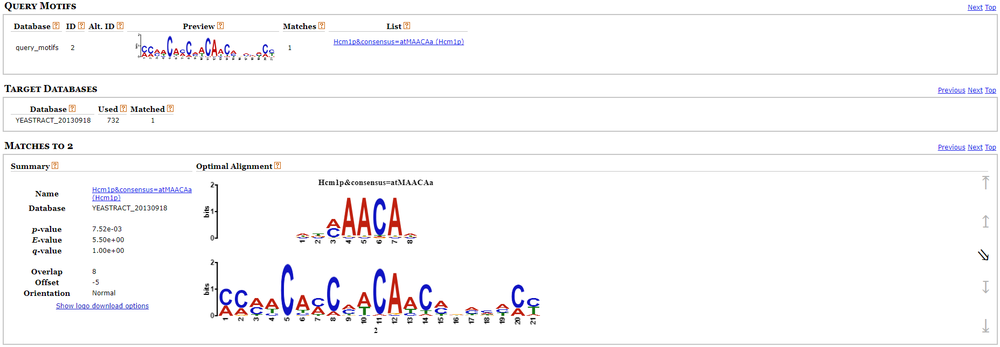 Query Motifs
Next Top
Database ? ID ? Alt. ID ? Preview ? Matches ? List ?
query_motifs 2 1 Hcm1p&consensus=atMAACAa (Hcm1p)
Target Databases
Previous Next Top
Database ? Used ? Matched ?
YEASTRACT_20130918 732 1
Matches to 2
Previous Next Top
Summary ? Optimal Alignment ?
Name Hcm1p&consensus=atMAACAa
(Hcm1p)
Database YEASTRACT_20130918
p-value 7.52e-03
E-value 5.50e+00
q-value 1.00e+00
Overlap 8
Offset -5
Orientation Normal
Show logo download options
Hcm1p&consensus=atMAACAa
2
1
0
bits
AACA
1 2 3 4 5 6 7 8
2
1
0
bits
1 2 3 4 5 6 7 8 9 10 11 12 13 14 15 16 17 18 19 20 21
2